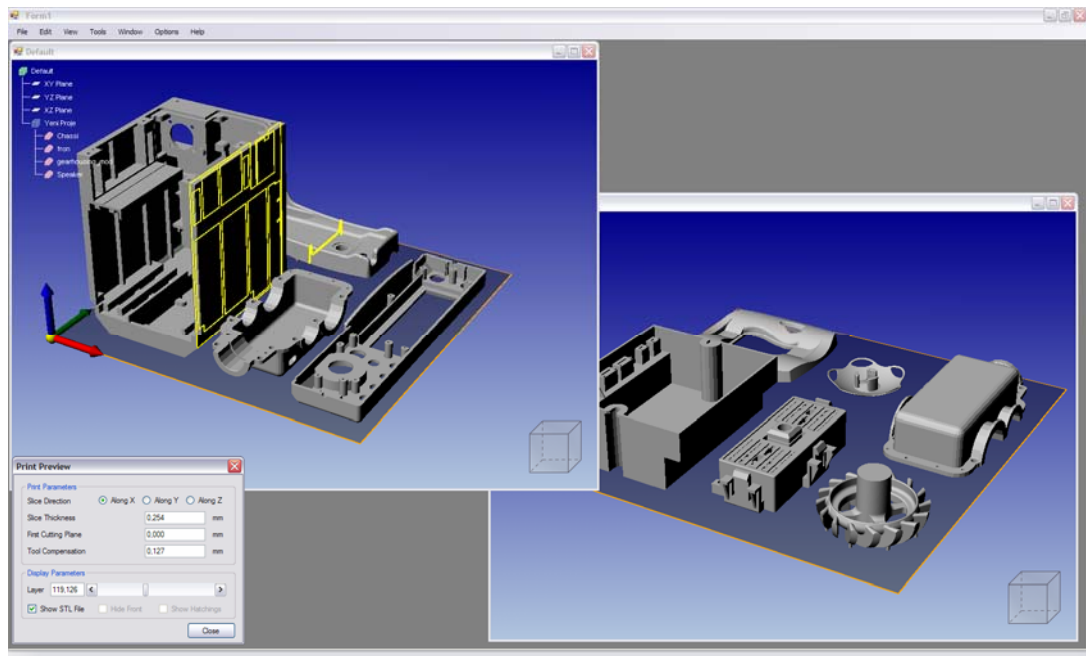 Form1
File Edit View Tools Window Options Help
Default
Default
XY Plane
YZ Plane
XZ Plane
Yeni Proje
Chassi
tron
gearhousing_mod
Speaker
Print Preview
Print Parameters
Slice Direction Along X Along Y Along Z
Slice Thickness 0,254 mm
First Cutting Plane 0,000 mm
Tool Compensation 0,127 mm
Display Parameters
Layer 119,126
Show STL File Hide Front Show Hatchings
Close